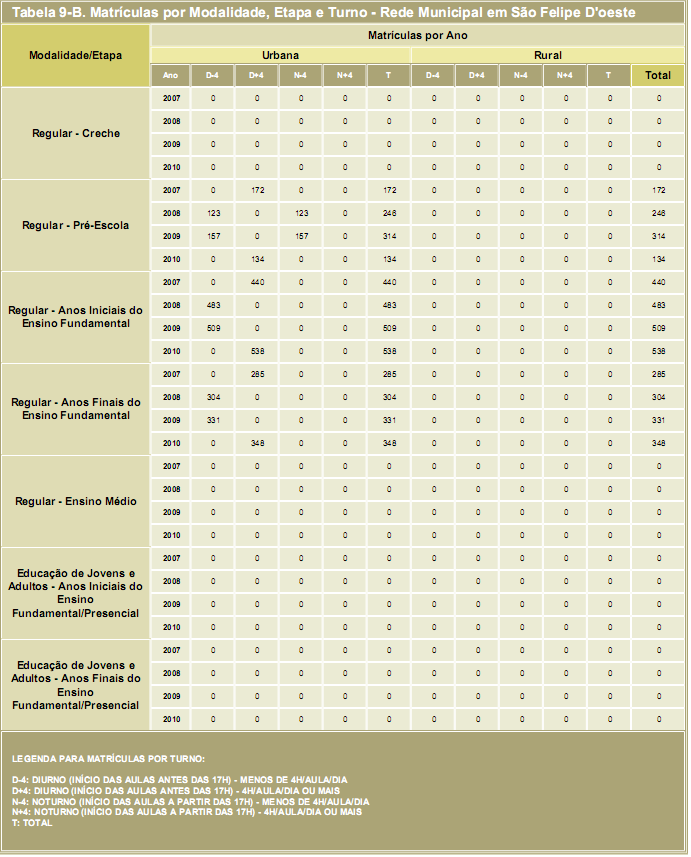 Tabela 9-B. Matrículas por Modalidade, Etapa e Turno - Rede Municipal em São Felipe D'oeste
Modalidade/Etapa
Matrículas por Ano
Urbana Rural
Ano D-4 D+4 N-4 N+4 T D-4 D+4 N-4 N+4 T Total
Regular - Creche
2007 0 0 0 0 0 0 0 0 0 0 0
2008 0 0 0 0 0 0 0 0 0 0 0
2009 0 0 0 0 0 0 0 0 0 0 0
2010 0 0 0 0 0 0 0 0 0 0 0
Regular - Pré-Escola
2007 0 172 0 0 172 0 0 0 0 0 172
2008 123 0 123 0 246 0 0 0 0 0 246
2009 157 0 157 0 314 0 0 0 0 0 314
2010 0 134 0 0 134 0 0 0 0 0 134
Regular - Anos Iniciais do
Ensino Fundamental
2007 0 440 0 0 440 0 0 0 0 0 440
2008 483 0 0 0 483 0 0 0 0 0 483
2009 509 0 0 0 509 0 0 0 0 0 509
2010 0 538 0 0 538 0 0 0 0 0 538
Regular - Anos Finais do
Ensino Fundamental
2007 0 285 0 0 285 0 0 0 0 0 285
2008 304 0 0 0 304 0 0 0 0 0 304
2009 331 0 0 0 331 0 0 0 0 0 331
2010 0 348 0 0 348 0 0 0 0 0 348
Regular - Ensino Médio
2007 0 0 0 0 0 0 0 0 0 0 0
2008 0 0 0 0 0 0 0 0 0 0 0
2009 0 0 0 0 0 0 0 0 0 0 0
2010 0 0 0 0 0 0 0 0 0 0 0
Educação de Jovens e
Adultos - Anos Iniciais do
Ensino
Fundamental/Presencial
2007 0 0 0 0 0 0 0 0 0 0 0
2008 0 0 0 0 0 0 0 0 0 0 0
2009 0 0 0 0 0 0 0 0 0 0 0
2010 0 0 0 0 0 0 0 0 0 0 0
Educação de Jovens e
Adultos - Anos Finais do
Ensino
Fundamental/Presencial
2007 0 0 0 0 0 0 0 0 0 0 0
2008 0 0 0 0 0 0 0 0 0 0 0
2009 0 0 0 0 0 0 0 0 0 0 0
2010 0 0 0 0 0 0 0 0 0 0 0
LEGENDA PARA MATRÍCULAS POR TURNO:
D-4: DIURNO (INÍCIO DAS AULAS ANTES DAS 17H) - MENOS DE 4H/AULA/DIA
D+4: DIURNO (INÍCIO DAS AULAS ANTES DAS 17H) - 4H/AULA/DIA OU MAIS
N-4: NOTURNO (INÍCIO DAS AULAS A PARTIR DAS 17H) - MENOS DE 4H/AULA/DIA
N+4: NOTURNO (INÍCIO DAS AULAS A PARTIR DAS 17H) - 4H/AULA/DIA OU MAIS
T: TOTAL